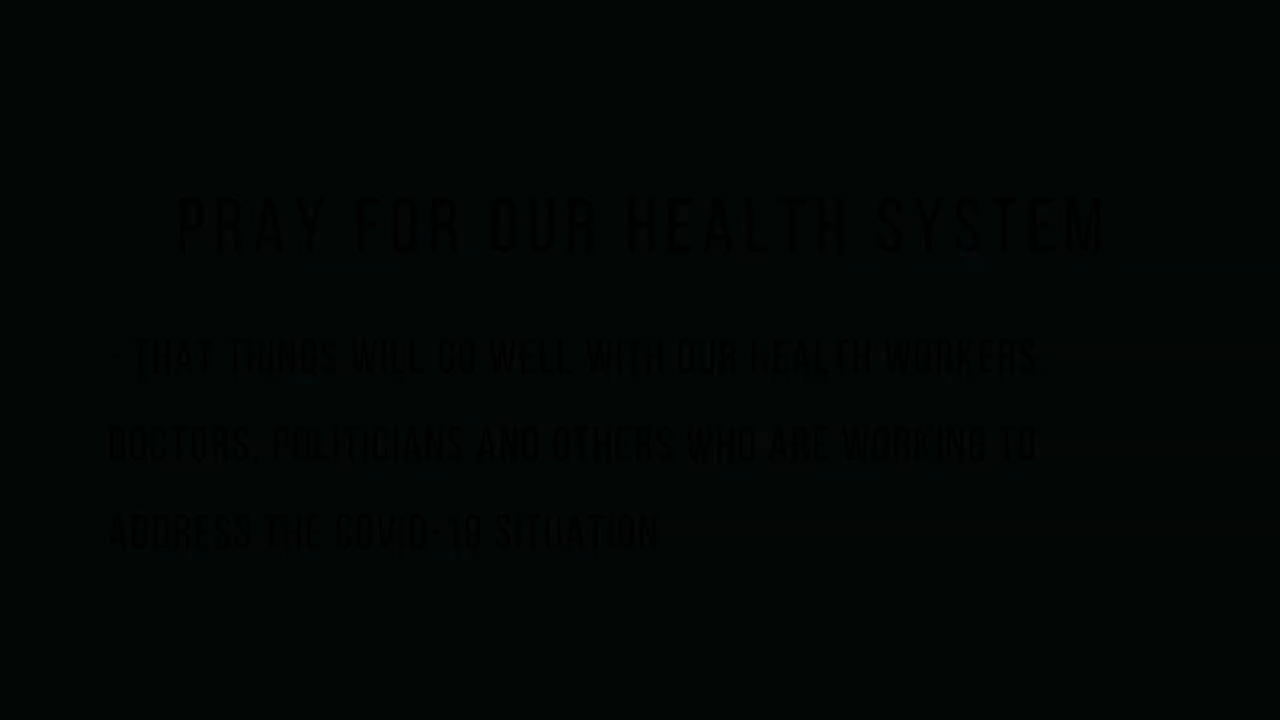 PRAY FOR OUR HEALTH SYSTEM
- THAT THINGS WILL GO WELL WITH OUR HEALTH WORKERS,
DOCTORS, POLITICIANS AND OTHERS WHO ARE WORKING TO
ADDRESS THE COVID-19 SITUATION